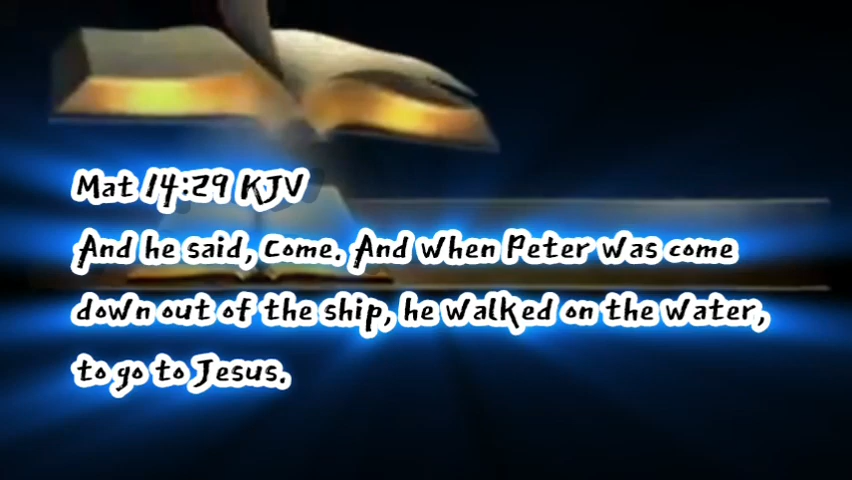 Mat 14:29 KJV
And he said, Come. And when Peter was come
down out of the ship, he walked on the water,
to go to Jesus.